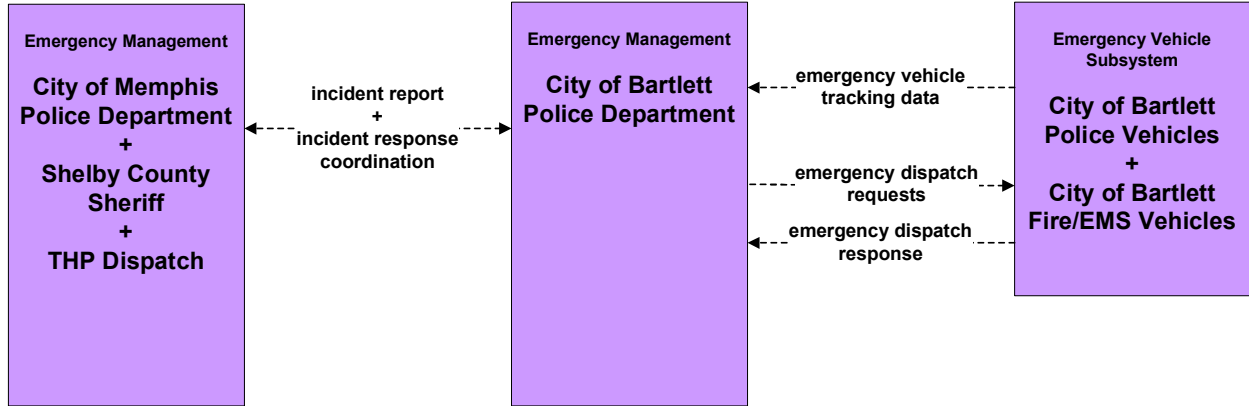 Emergency Management
City of Memphis
Police Department
+
Shelby County
Sheriff
+
THP Dispatch
incident report
+
incident response
coordination
Emergency Management
City of Bartlett
Police Department
emergency vehicle
tracking data
emergency dispatch
requests
emergency dispatch
response
Emergency Vehicle
Subsystem
City of Bartlett
Police Vehicles
+
City of Bartlett
Fire/EMS Vehicles